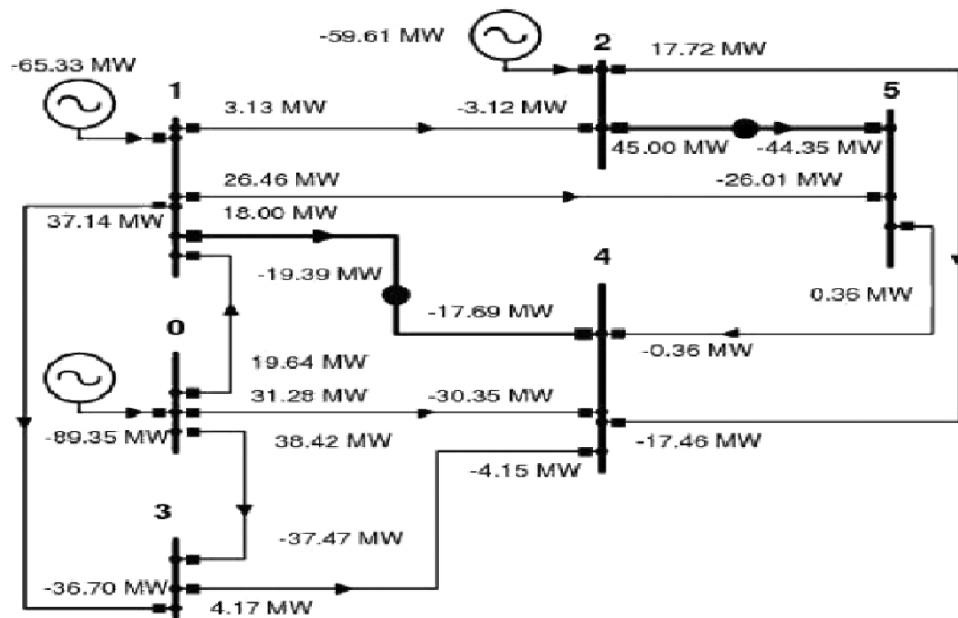 -59.61 MW
2
17.72 MW
-65.33 MW
1
5
3.13 MW
-3.12 MW
45.00 MW
-44.35 MW
26.46 MW
-26.01 MW
37.14 MW
18.00 MW
4
-19.39 MW
0.36 MW
-17.69 MW
0
-0.36 MW
19.64 MW
31.28 MW
-30.35 MW
-89.35 MW
38.42 MW
-17.46 MW
-4.15 MW
3
-37.47 MW
-36.70 MW
4.17 MW